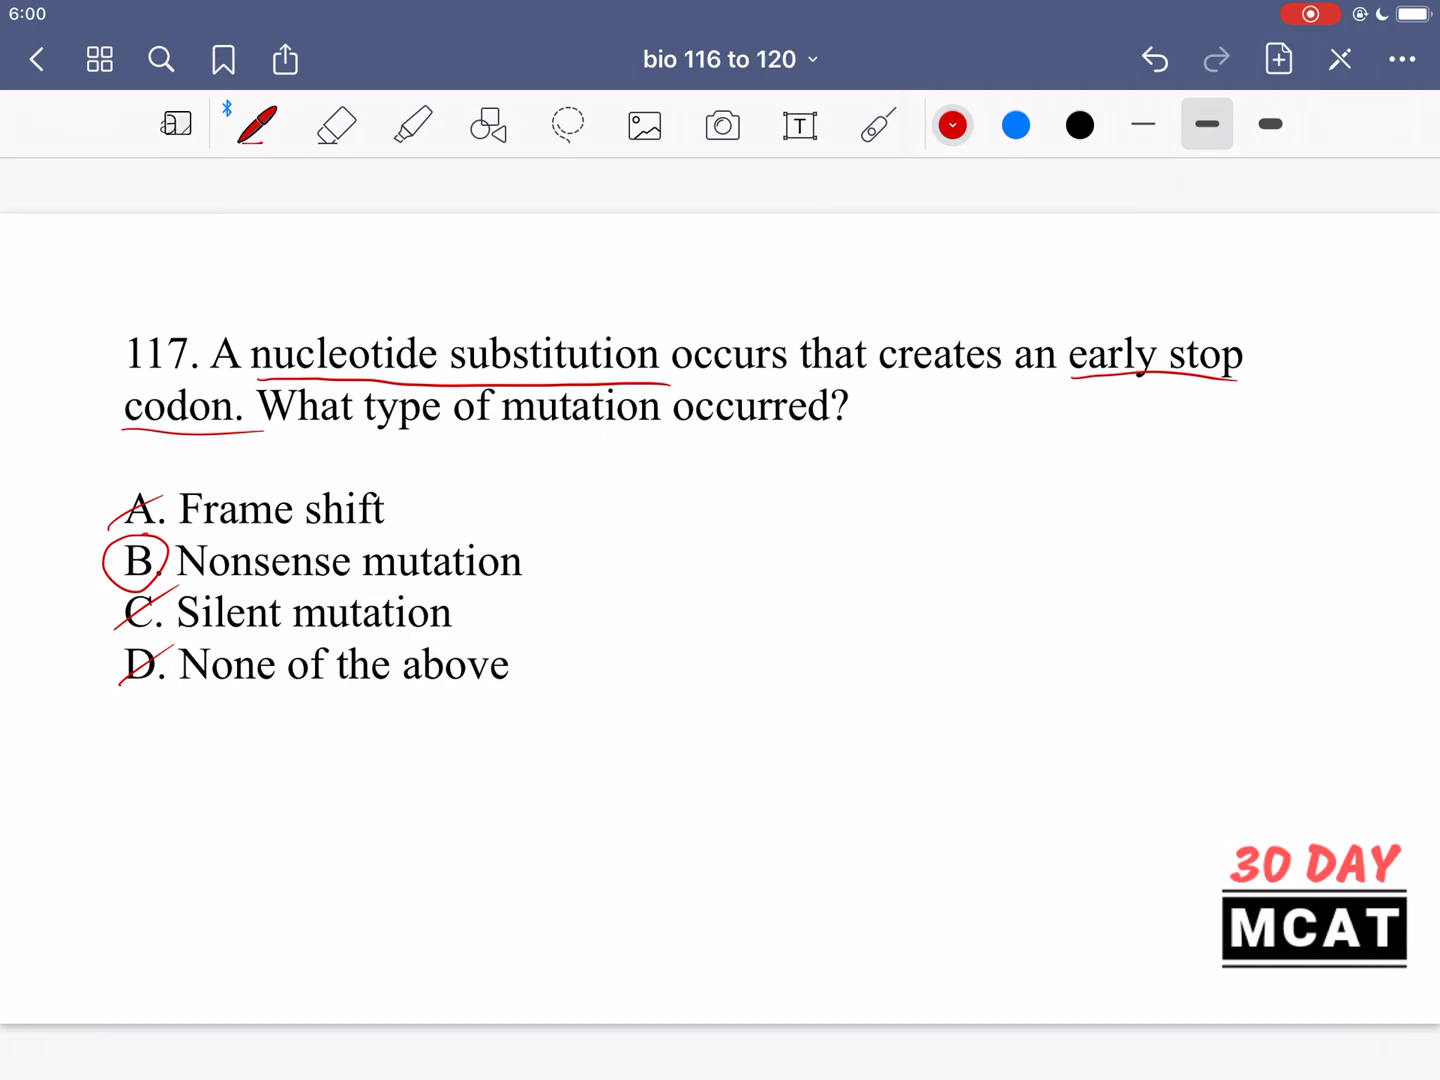 6:00
bio 116 to 120
T
117. A nucleotide substitution occurs that creates an early stop
codon. What type of mutation occurred?
A. Frame shift
B. Nonsense mutation
C. Silent mutation
D. None of the above
30 DAY
MCAT